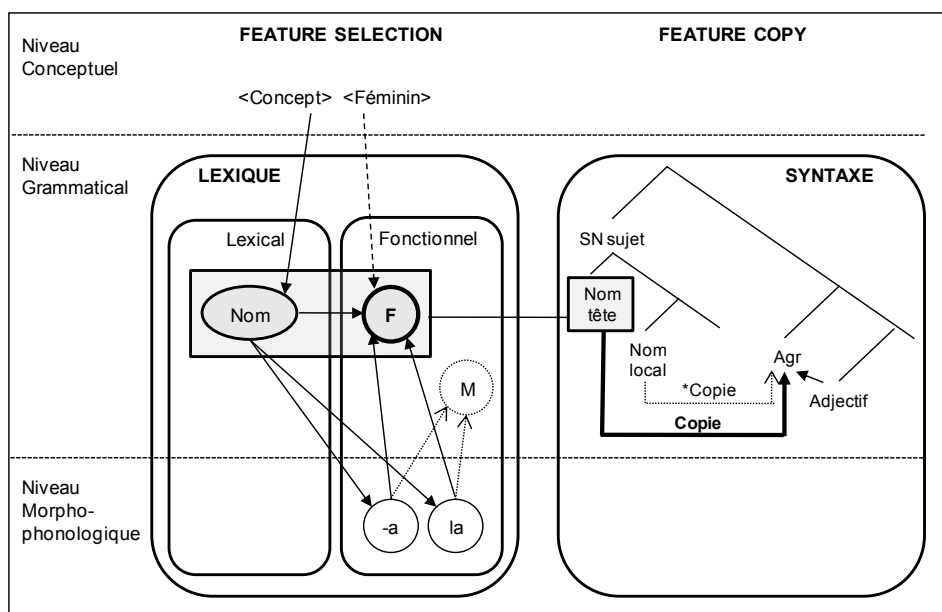 FEATURE SELECTION
FEATURE COPY
Niveau
Conceptuel
<Concept> <Féminin>
Niveau
Grammatical
LEXIQUE
SYNTAXE
Lexical
Fonctionnel
SN sujet
Nom
F
Nom
tête
Nom
local
Agr
M
*Copie
Adjectif
Copie
Niveau
Morpho-
phonologique
-a
la